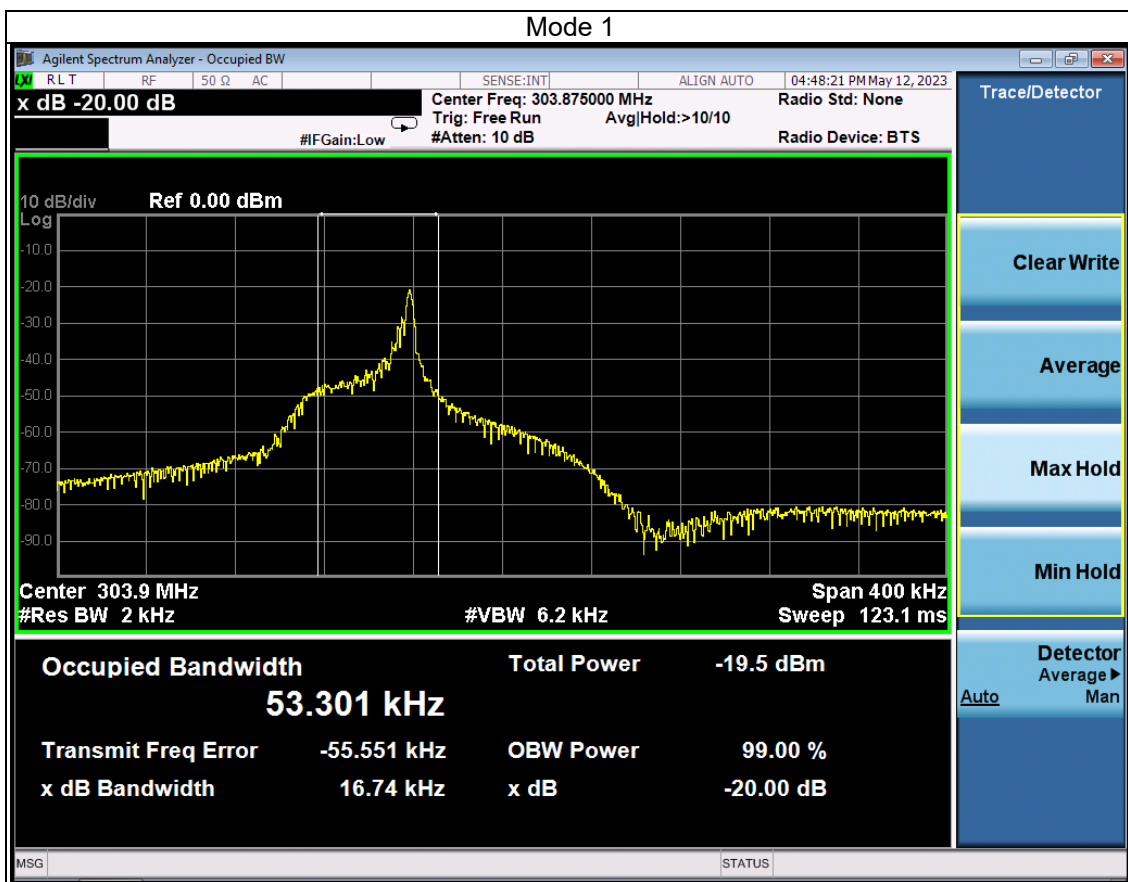 Mode 1
Agilent Spectrum Analyzer - Occupied BW
LXI RL T RF 50 Ω AC SENSE:INT ALIGN AUTO 04:48:21 PM May 12, 2023
x dB -20.00 dB Center Freq: 303.875000 MHz Radio Std: None
Trig: Free Run Avg|Hold:>10/10
#IFGain:Low #Atten: 10 dB Radio Device: BTS
Trace/Detector
10 dB/div Ref 0.00 dBm
Log
-10.0
-20.0
-30.0
-40.0
-50.0
-60.0
-70.0
-80.0
-90.0
Center 303.9 MHz Span 400 kHz
#Res BW 2 kHz #VBW 6.2 kHz Sweep 123.1 ms
Clear Write
Average
Max Hold
Min Hold
Detector
Average▶
Auto Man
Occupied Bandwidth Total Power -19.5 dBm
53.301 kHz
Transmit Freq Error -55.551 kHz OBW Power 99.00 %
x dB Bandwidth 16.74 kHz x dB -20.00 dB
MSG STATUS